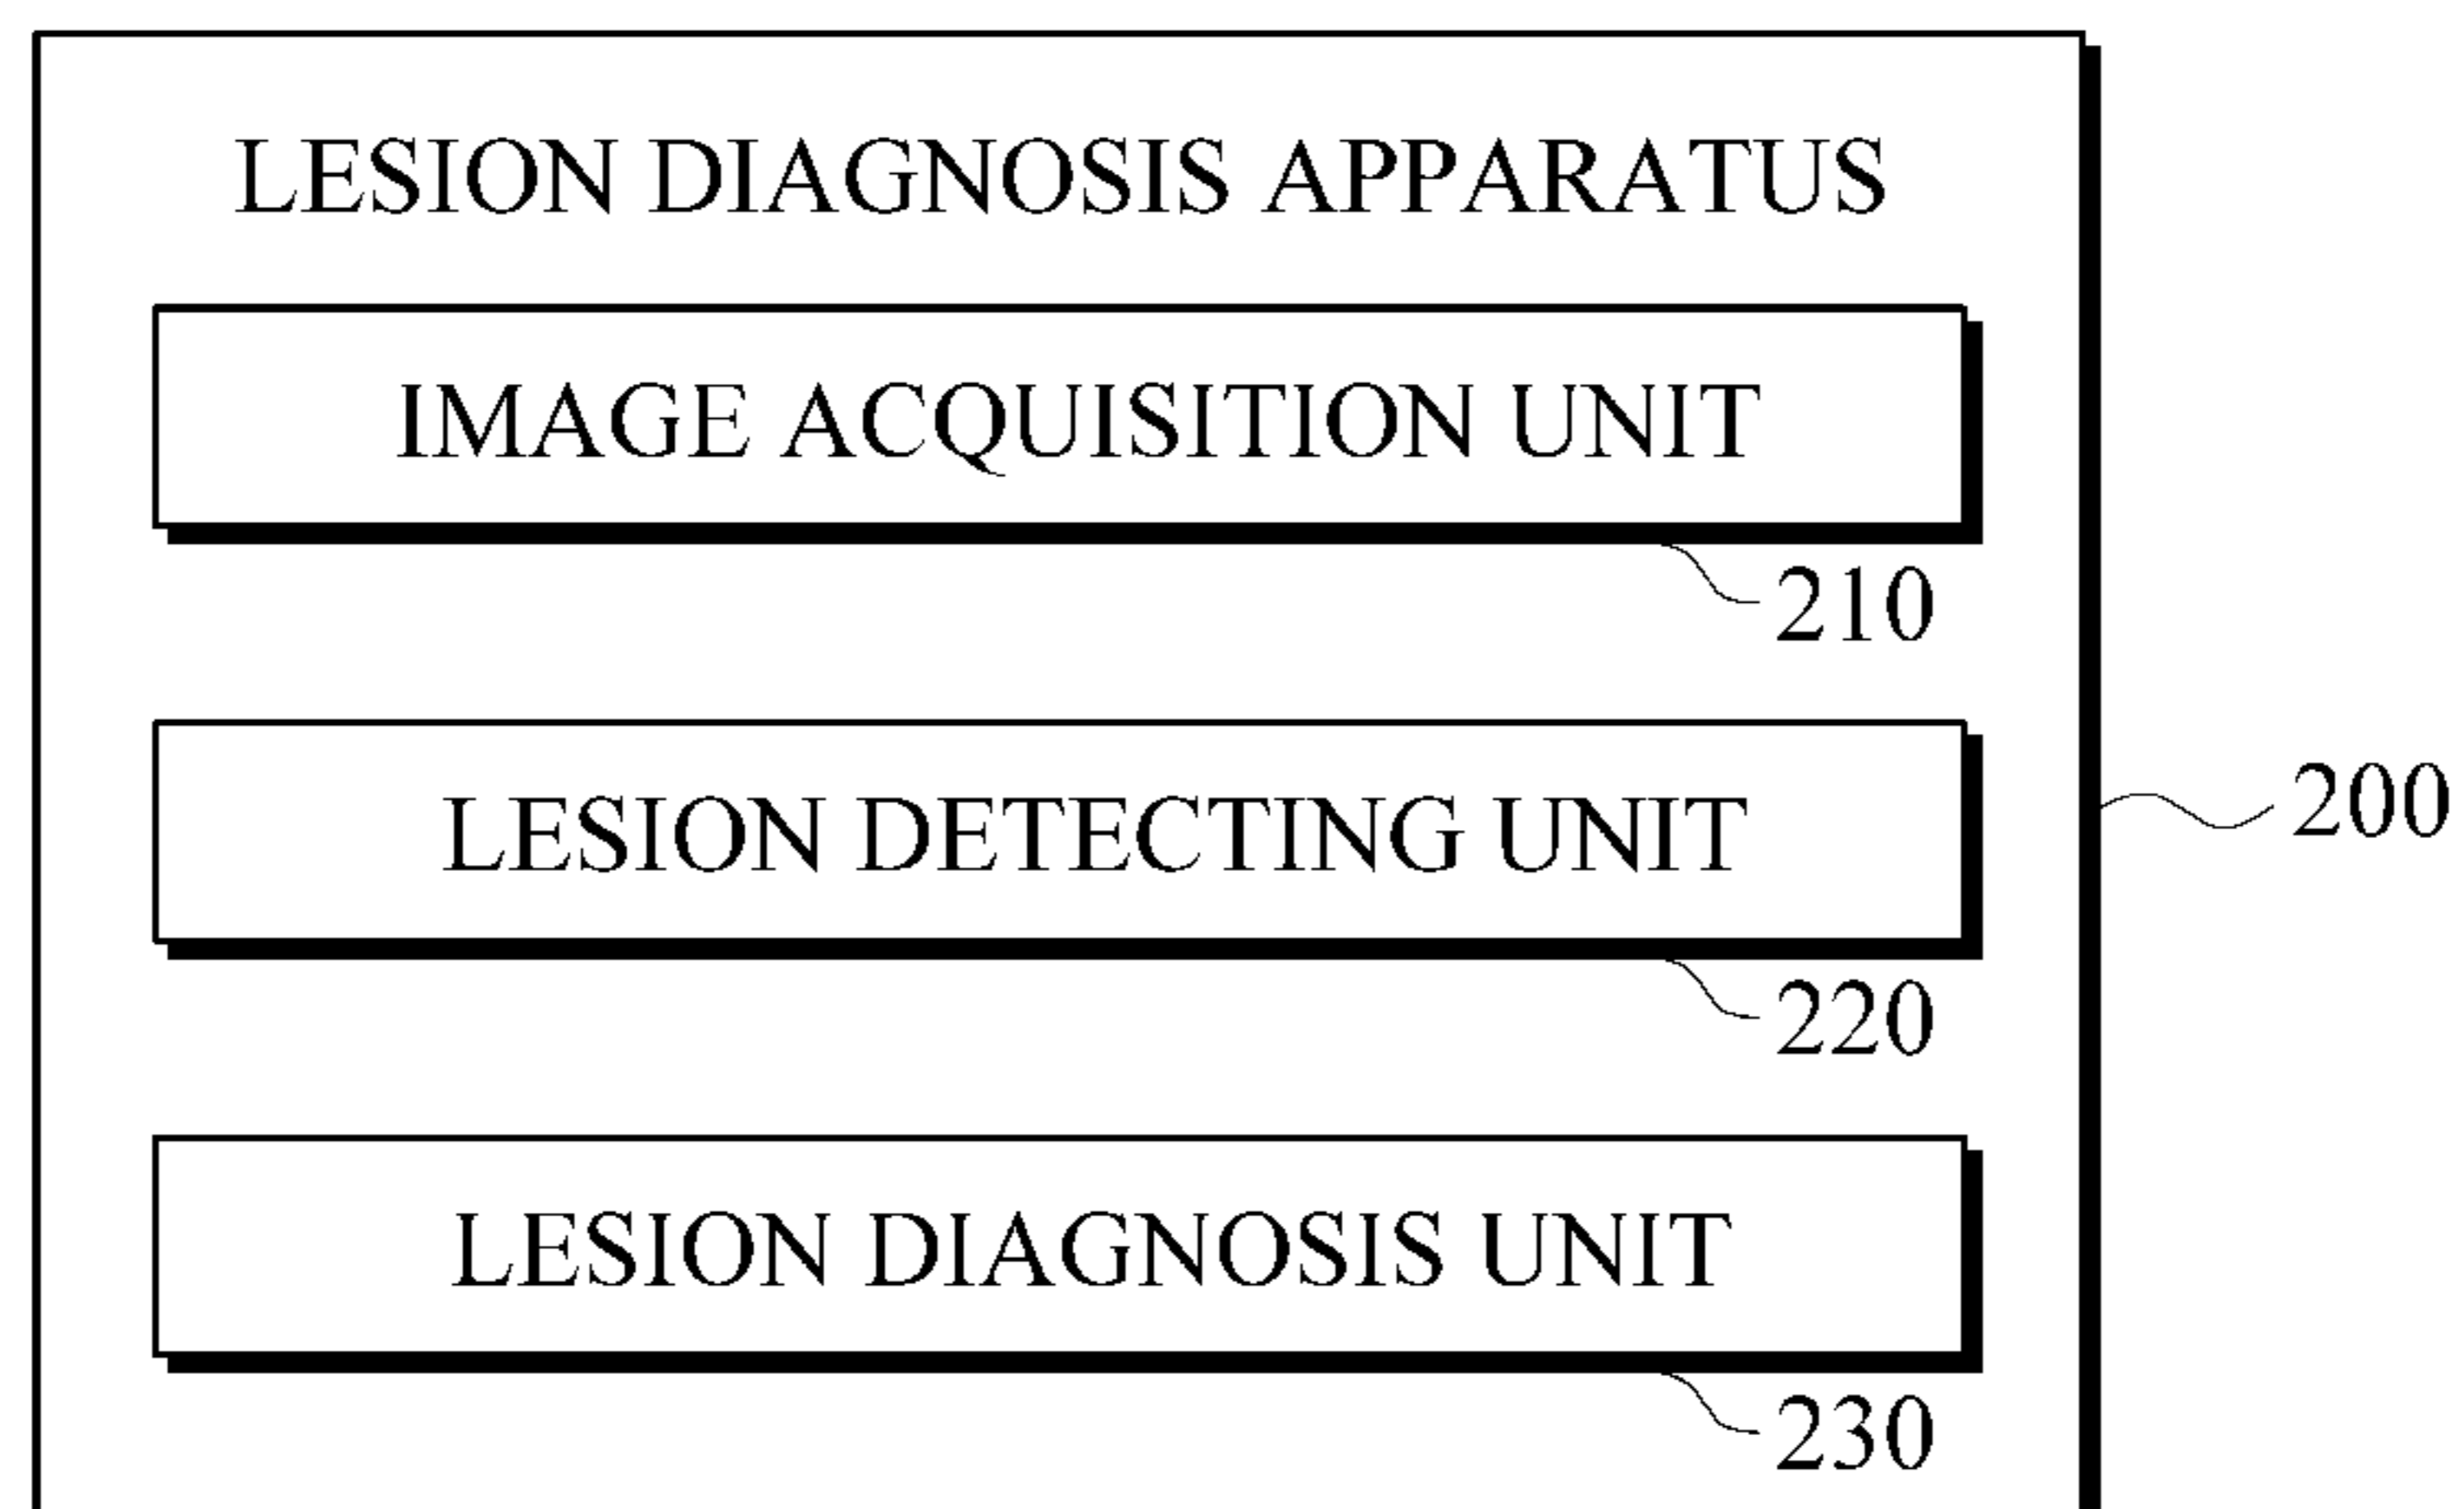 LESION DIAGNOSIS APPARATUS
IMAGE ACQUISITION UNIT
210
LESION DETECTING UNIT
200
220
LESION DIAGNOSIS UNIT
230